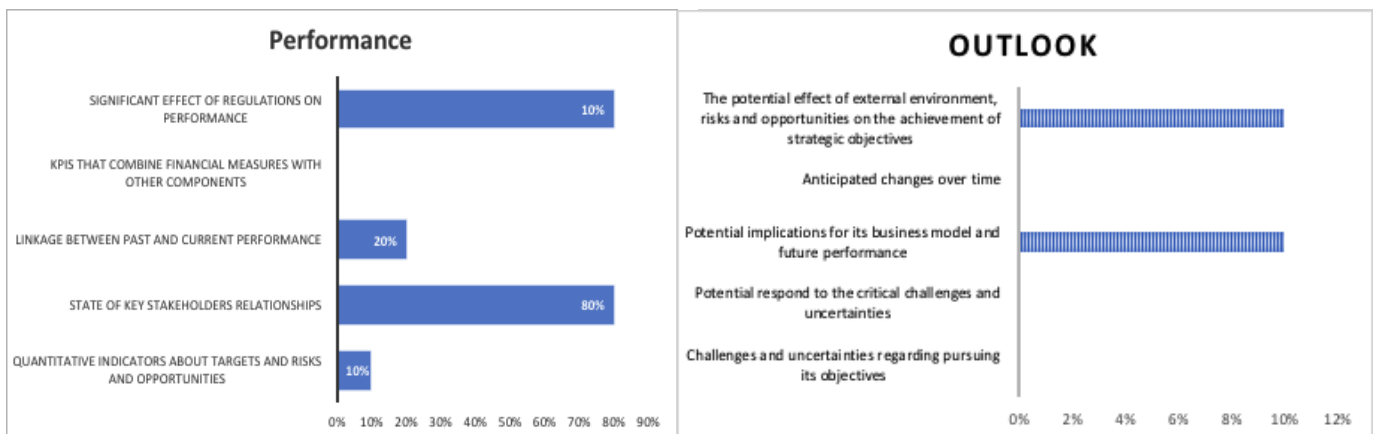 Performance
SIGNIFICANT EFFECT OF REGULATIONS ON
PERFORMANCE
10%
KPIS THAT COMBINE FINANCIAL MEASURES WITH
OTHER COMPONENTS
LINKAGE BETWEEN PAST AND CURRENT PERFORMANCE
20%
STATE OF KEY STAKEHOLDERS RELATIONSHIPS
80%
QUANTITATIVE INDICATORS ABOUT TARGETS AND RISKS
AND OPPORTUNITIES
10%
0% 10% 20% 30% 40% 50% 60% 70% 80% 90%
OUTLOOK
The potential effect of external environment,
risks and opportunities on the achievement of
strategic objectives
Anticipated changes over time
Potential implications for its business model and
future performance
Potential respond to the critical challenges and
uncertainties
Challenges and uncertainties regarding pursuing
its objectives
0% 2% 4% 6% 8% 10% 12%